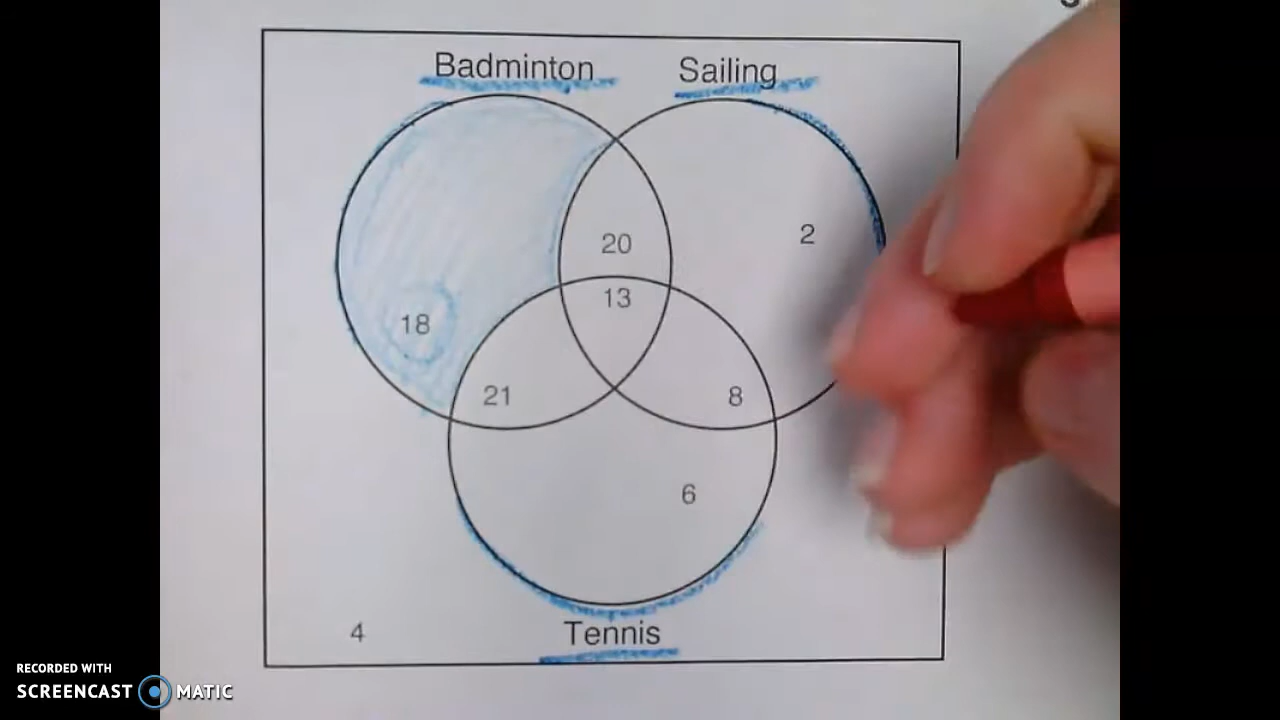 Badminton Sailing
20
2
13
18
21
8
6
4
Tennis
RECORDED WITH
SCREENCAST MATIC